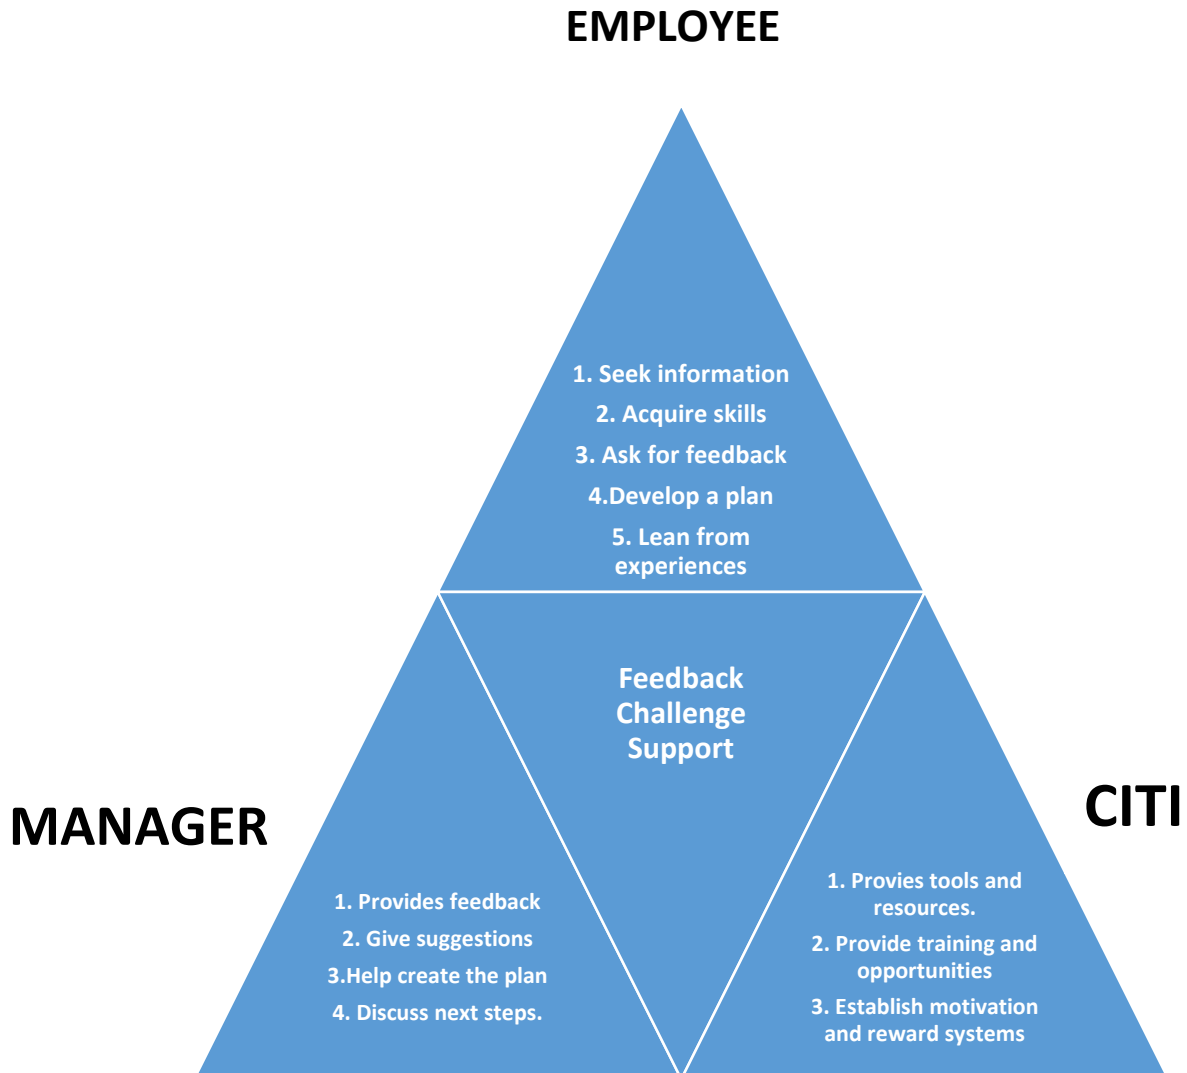 EMPLOYEE
1. Seek information
2. Acquire skills
3. Ask for feedback
4.Develop a plan
5. Lean from
experiences
Feedback
Challenge
Support
MANAGER
1. Provides feedback
2. Give suggestions
3.Help create the plan
4. Discuss next steps.
CITI
1. Provies tools and
resources.
2. Provide training and
opportunities
3. Establish motivation
and reward systems